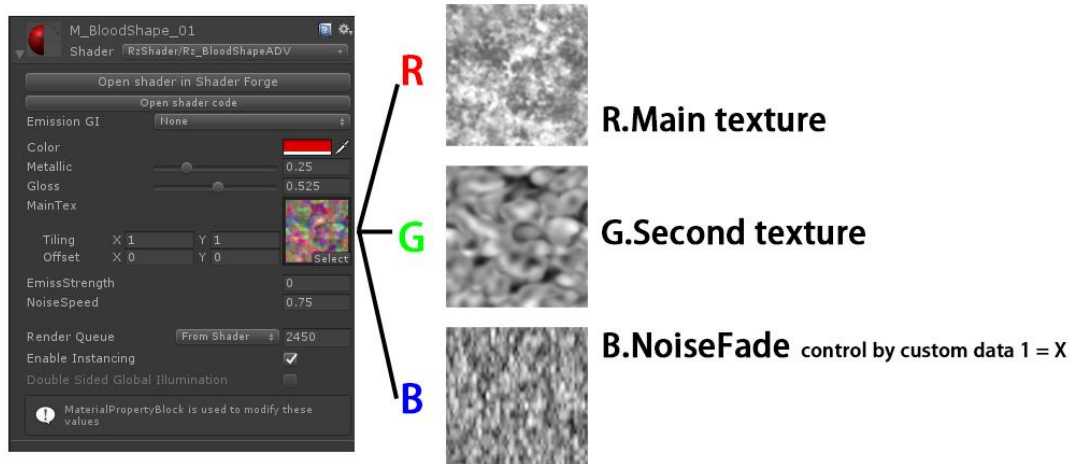 M_BloodShape_01
Shader RzShader/Rz_BloodShapeADV
Open shader in Shader Forge
Open shader code
Emission GI None
Color
Metallic 0.25
Gloss 0.525
MainTex
Tiling X 1 Y 1
Offset X 0 Y 0
Select
EmissStrength 0
NoiseSpeed 0.75
Render Queue From Shader 2450
Enable Instancing
Double Sided Global Illumination
MaterialPropertyBlock is used to modify these
values
R
R.Main texture
G
G.Second texture
B
B.NoiseFade control by custom data 1 = X